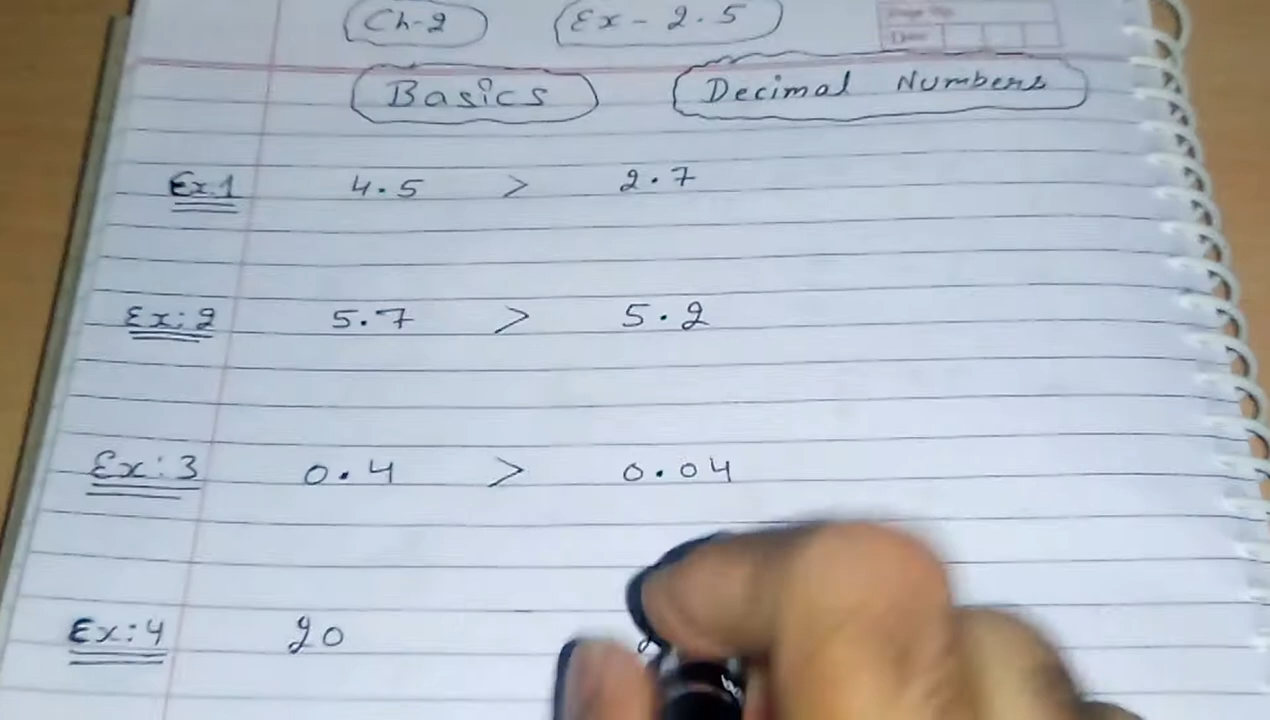 Ch-2 Ex-2.5
Date
Basics Decimal Numbers
Ex:1 4.5 > 2.7
Ex:2 5.7 > 5.2
Ex:3 0.4 > 0.04
Ex:4 20